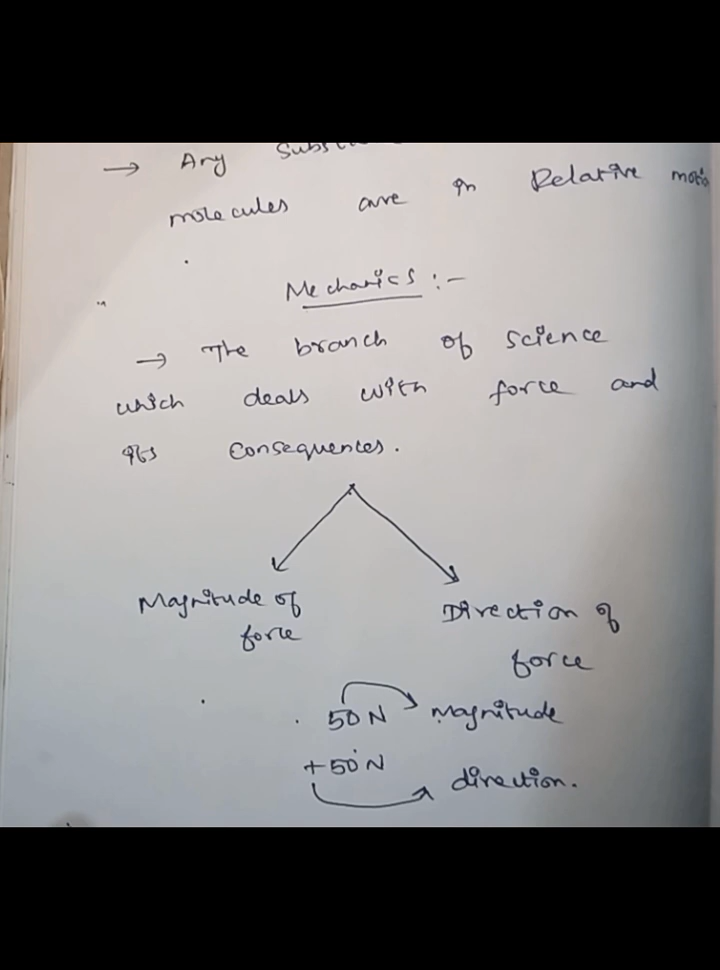 → Any
molecules are in Relative
Mechanics :-
→ The branch of science
which deals with force and
its consequences.
Magnitude of
force
Direction of
force
50 N Magnitude
+50 N direction.